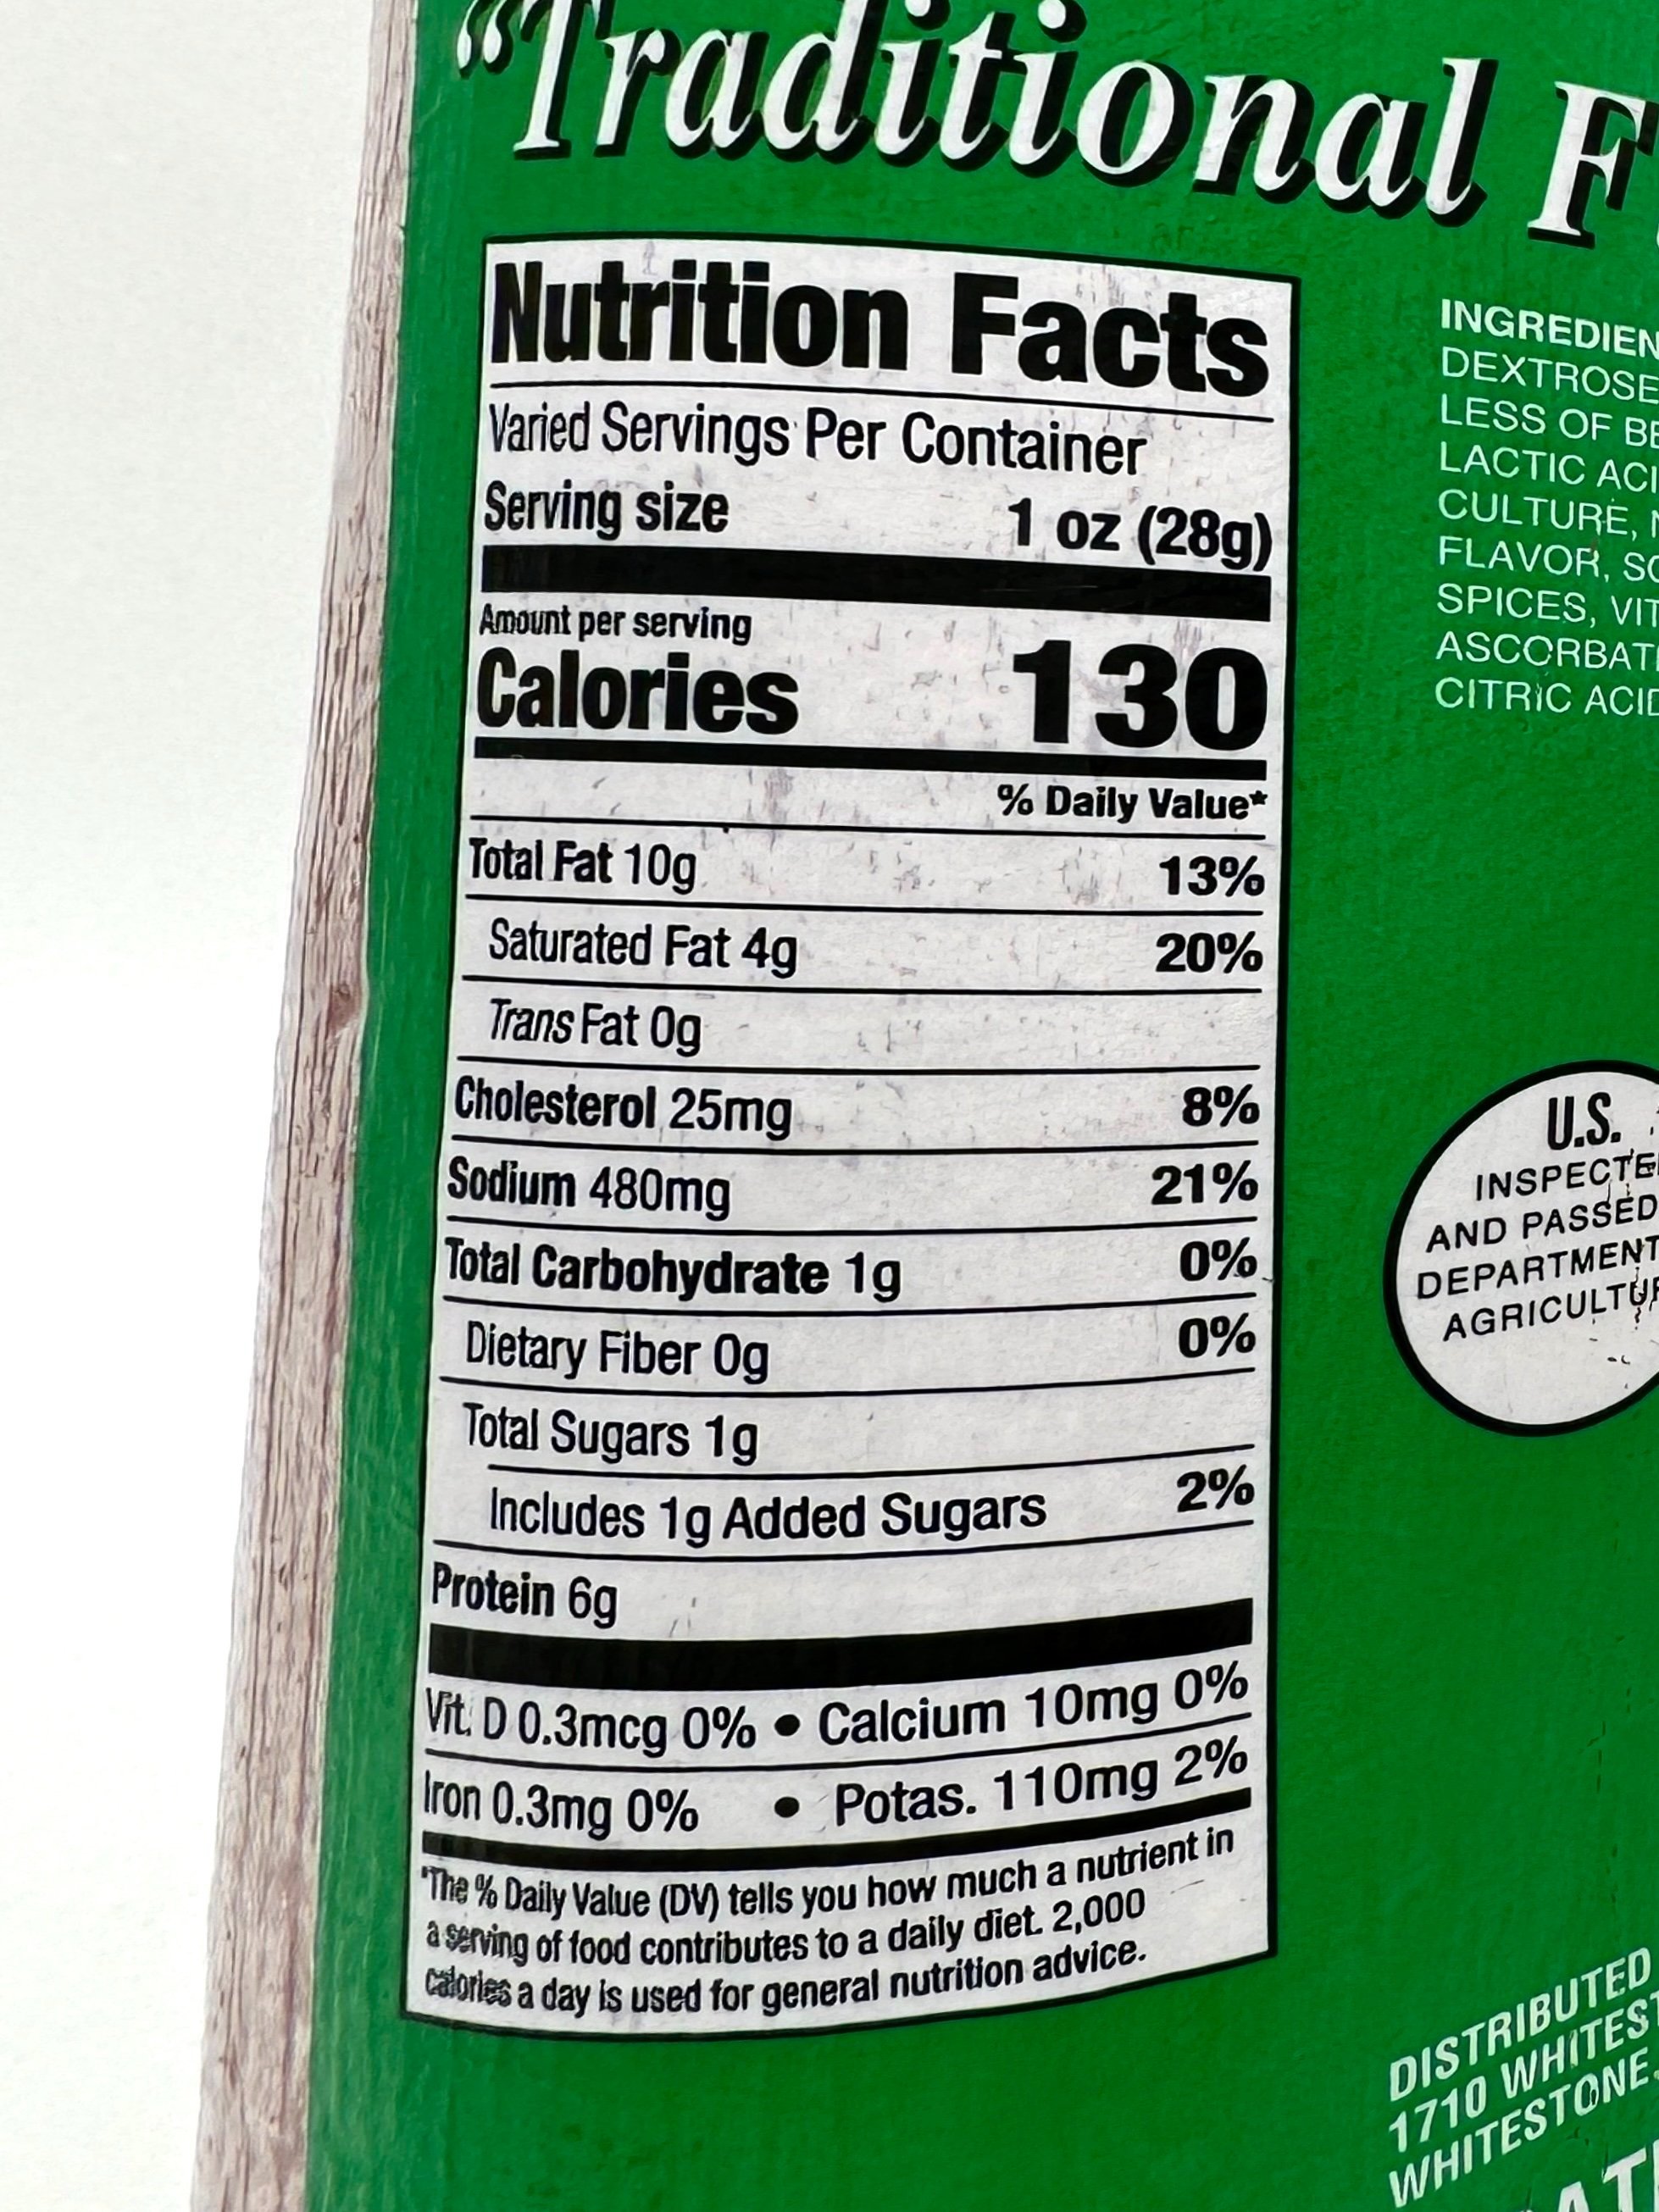 “Traditional F
Nutrition Facts
Varied Servings Per Container
Serving size 1 oz (28g)
Amount per serving
Calories 130
% Daily Value*
Total Fat 10g 13%
Saturated Fat 4g 20%
Trans Fat 0g
Cholesterol 25mg 8%
Sodium 480mg 21%
Total Carbohydrate 1g 0%
Dietary Fiber 0g 0%
Total Sugars 1g
Includes 1g Added Sugars 2%
Protein 6g
Vit. D 0.3mcg 0% • Calcium 10mg 0%
Iron 0.3mg 0% • Potas. 110mg 2%
*The % Daily Value (DV) tells you how much a nutrient in
a serving of food contributes to a daily diet. 2,000
calories a day is used for general nutrition advice.
INGREDIEN
DEXTROSE
LESS OF BE
LACTIC ACI
CULTURE, N
FLAVOR, SO
SPICES, VIT
ASCORBATE
CITRIC ACID
U.S.
INSPECTE
AND PASSED
DEPARTMENT
AGRICULTUR
DISTRIBUTED
1710 WHITEST
WHITESTONE,